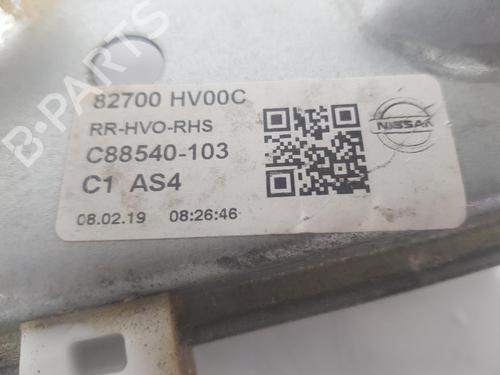 82700 HV00C
RR-HVO-RHS
C88540-103
C1 AS4
08.02.19 08:26:46
NISSAN
B-PARTS